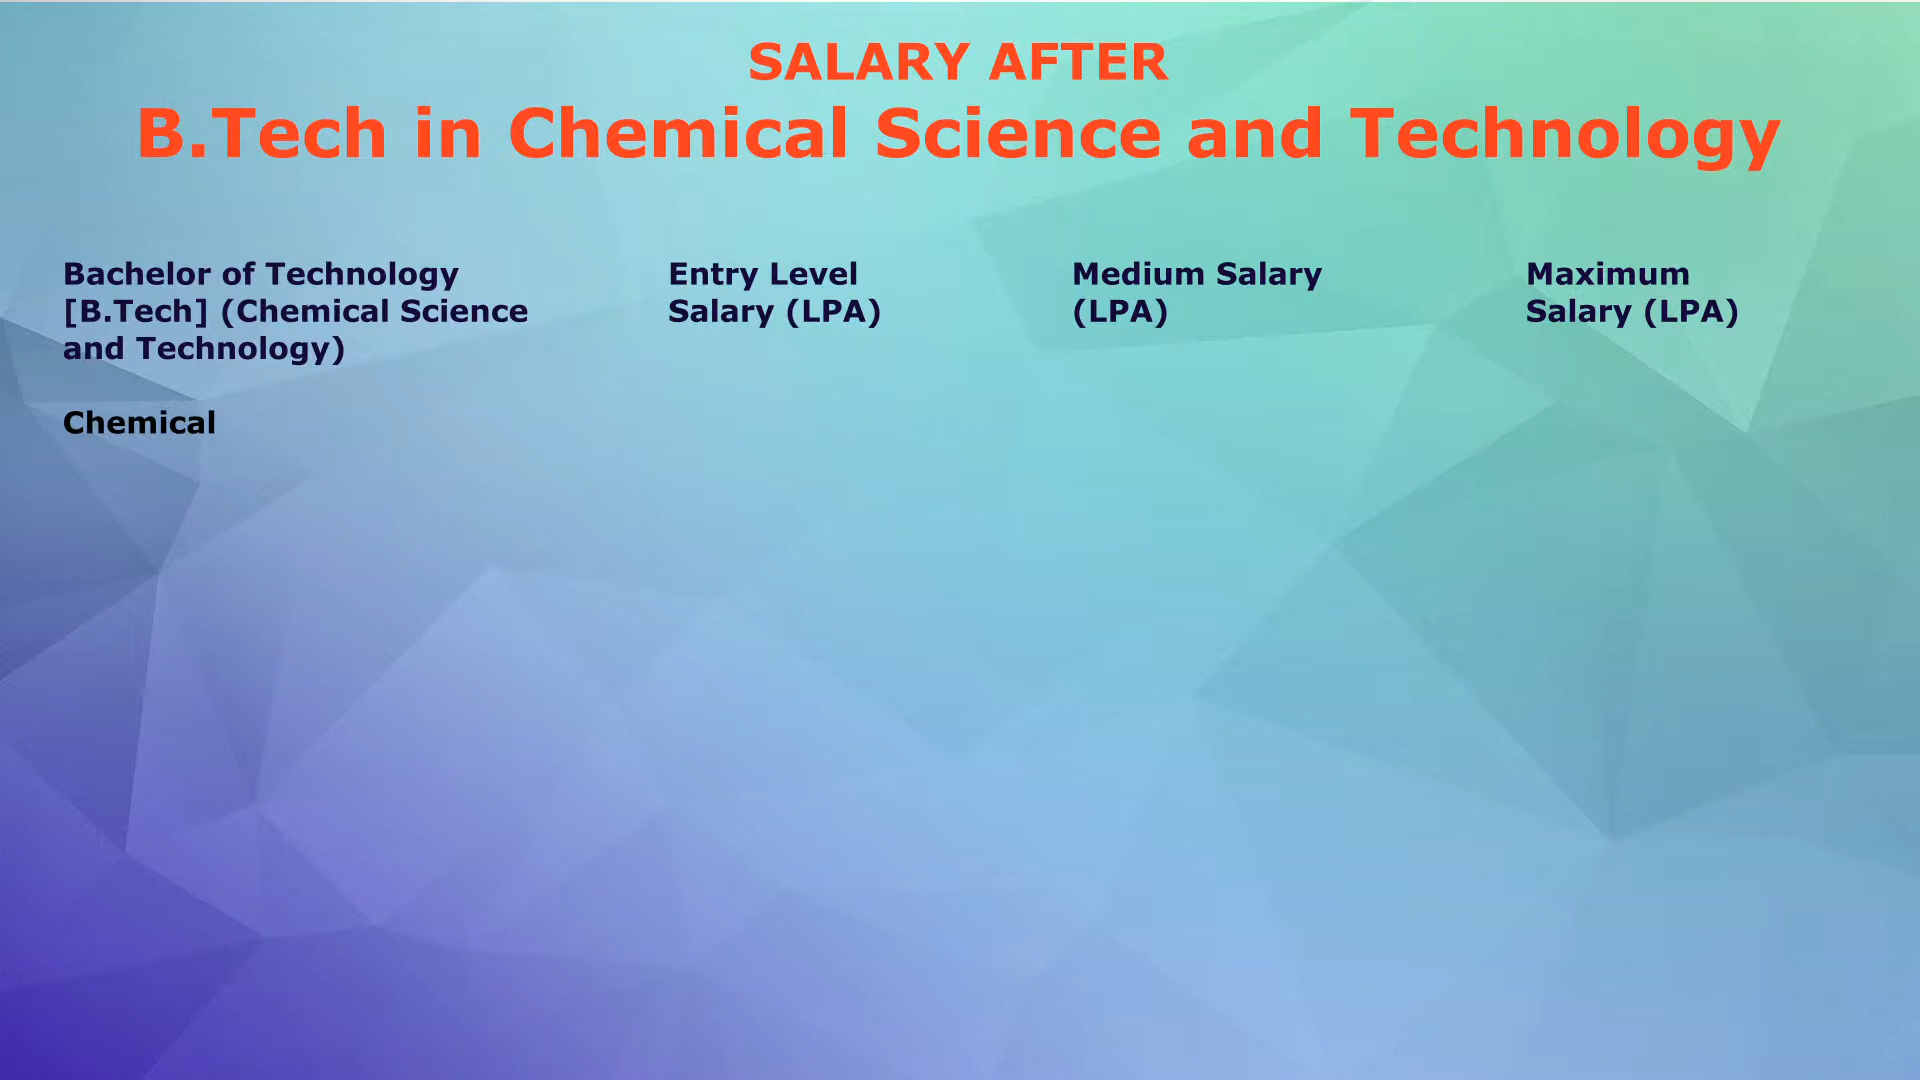 SALARY AFTER
B.Tech in Chemical Science and Technology
Bachelor of Technology
[B.Tech] (Chemical Science
and Technology)
Entry Level
Salary (LPA)
Medium Salary
(LPA)
Maximum
Salary (LPA)
Chemical